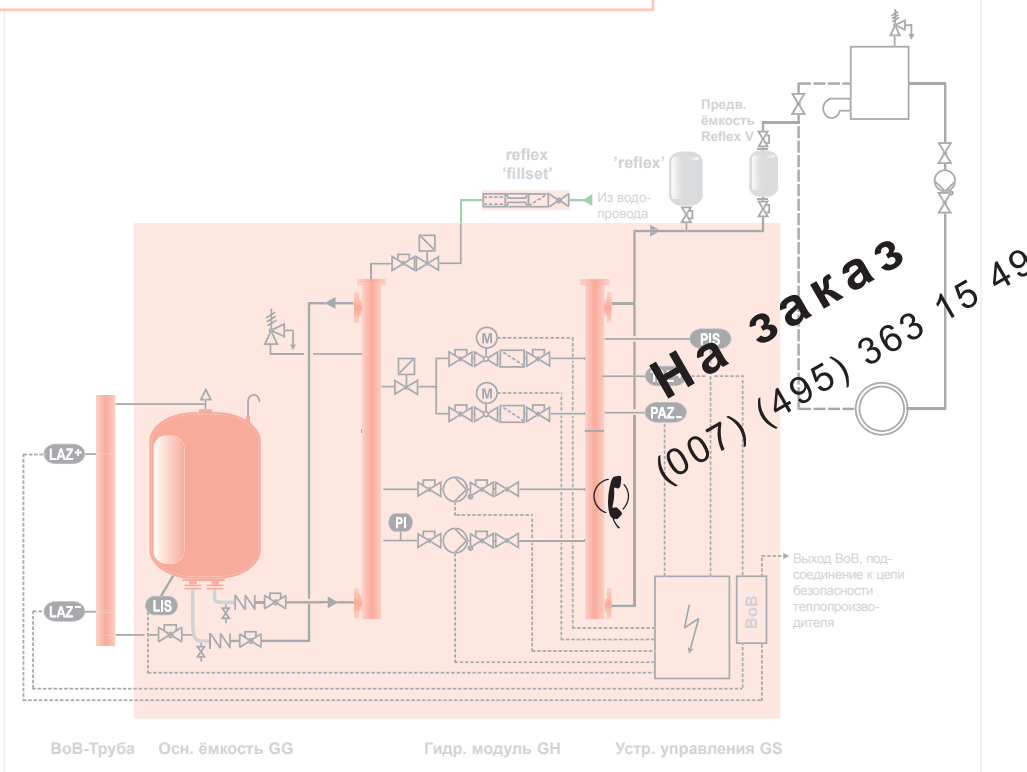 Предв.
ёмкость
Reflex V
reflex
'fillset'
'reflex'
Из водо-
провода
M
PIS
M
PAZ–
На заказ
(007) (495) 363 15 49
LAZ+
PI
LIS
LAZ–
Выход BoB, под-
соединение к цепи
безопасности
теплопроизво-
дителя
BoB
BoB-Труба
Осн. ёмкость GG
Гидр. модуль GH
Устр. управления GS